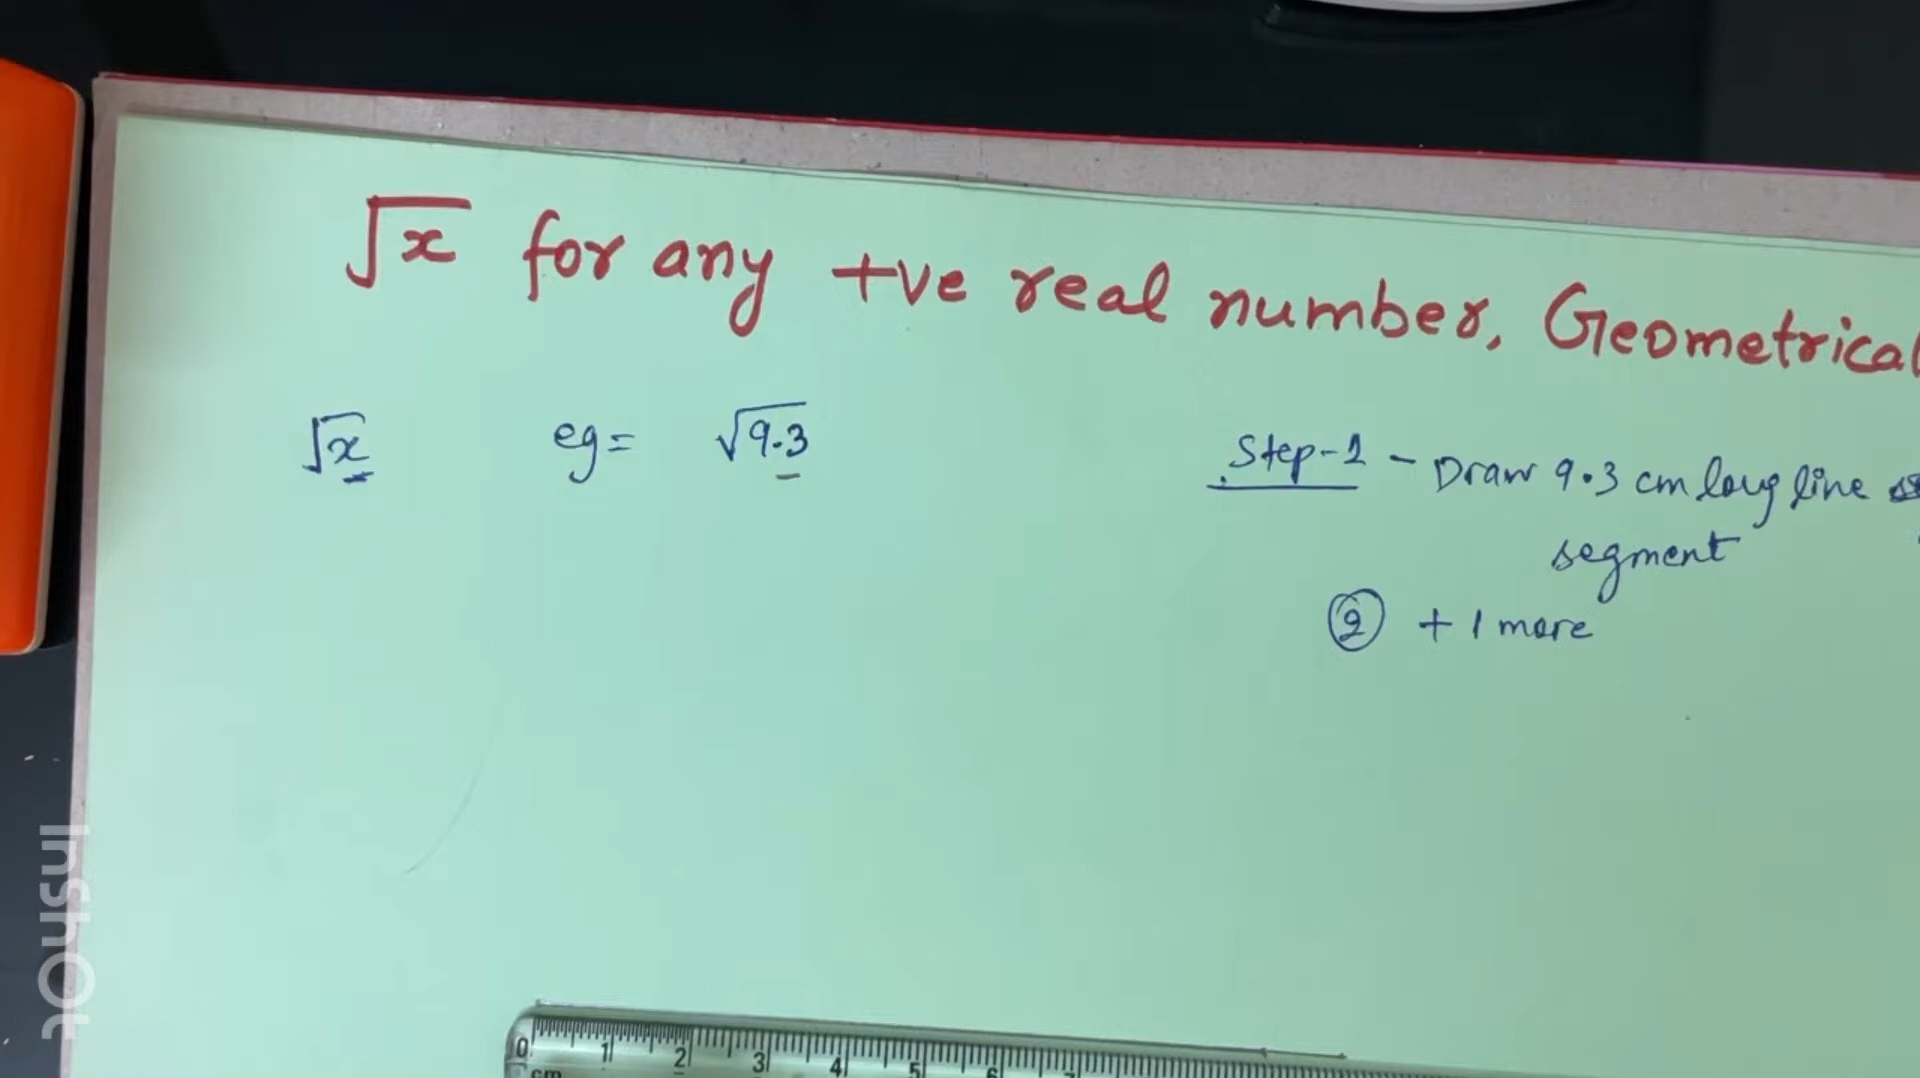 √x for any +ve real number, Geometrical
√x eg = √9.3
Step-1 - Draw 9.3 cm long line
segment
② + 1 more
0 1 2 3 4 5 6 7
cm
InShOt